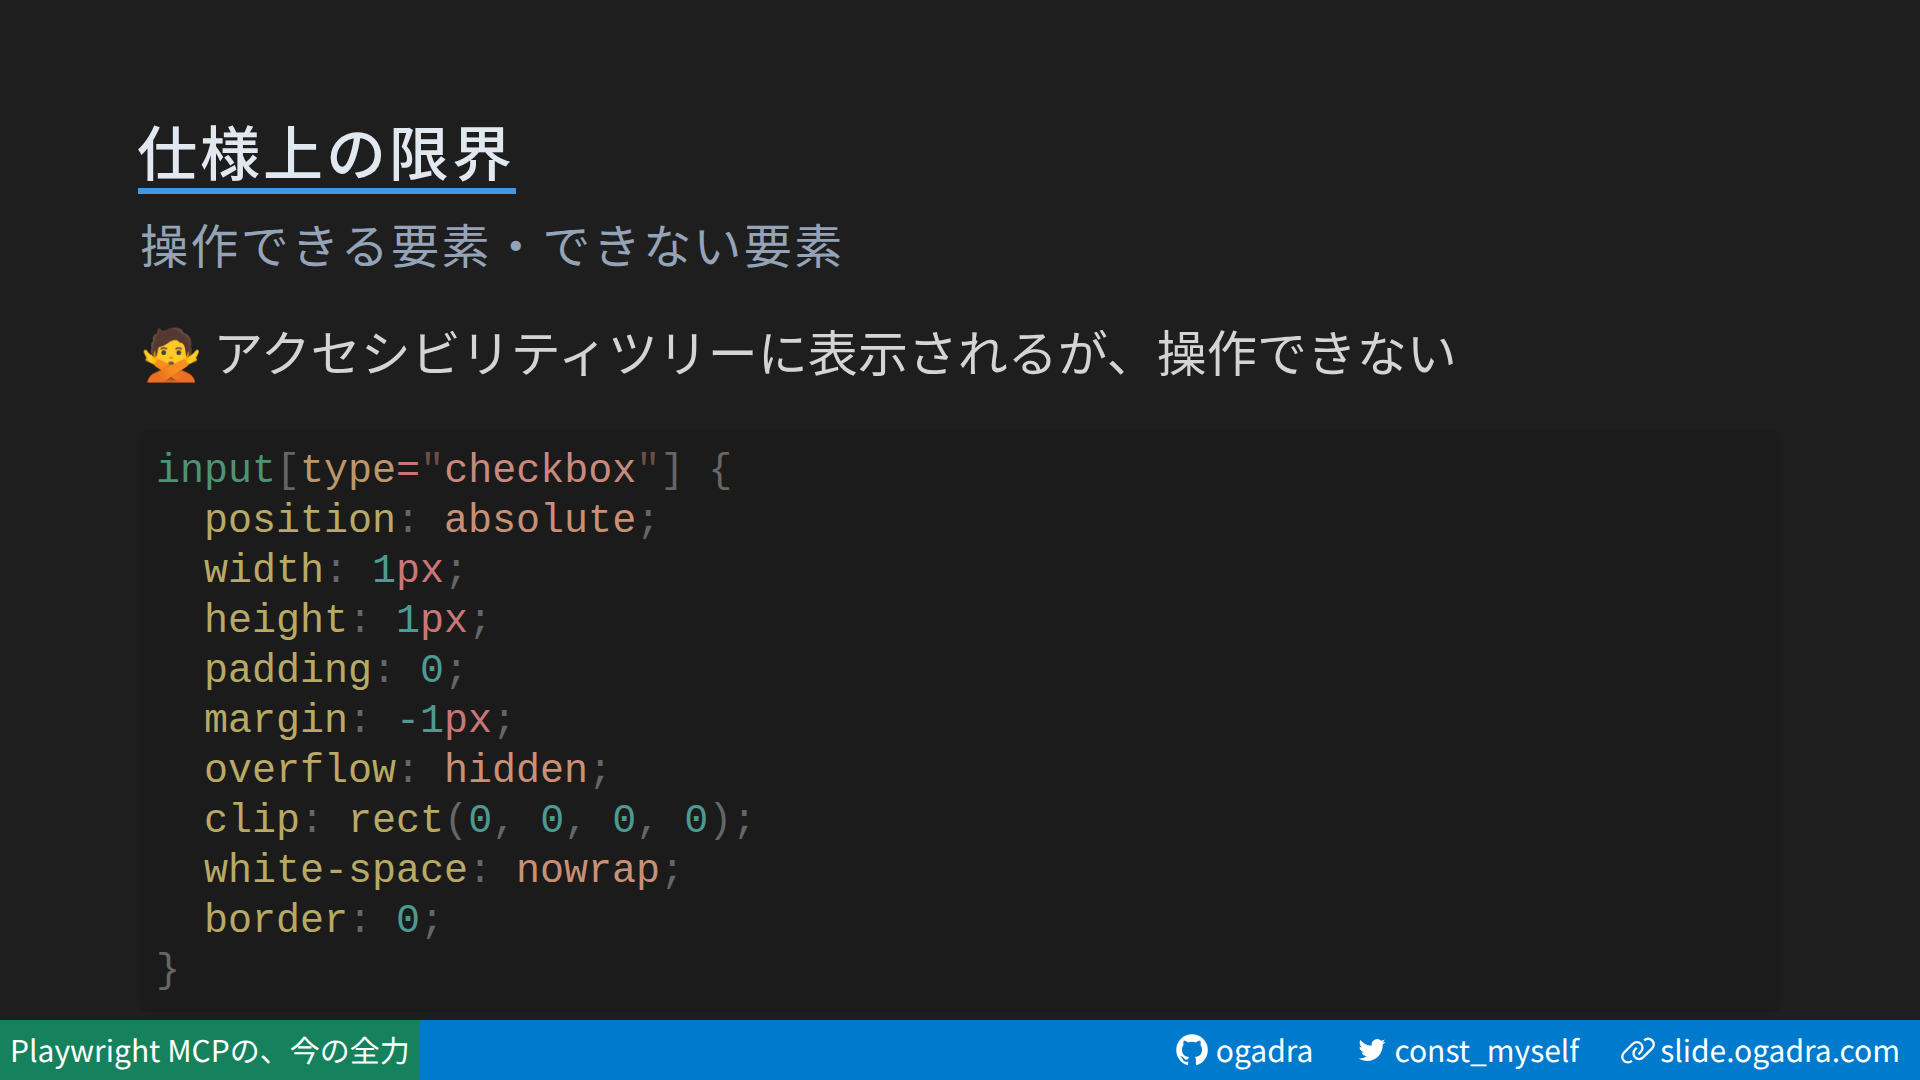 仕様上の限界
操作できる要素・できない要素
🙅 アクセシビリティツリーに表示されるが、操作できない
input[type="checkbox"] {
  position: absolute;
  width: 1px;
  height: 1px;
  padding: 0;
  margin: -1px;
  overflow: hidden;
  clip: rect(0, 0, 0, 0);
  white-space: nowrap;
  border: 0;
}
Playwright MCPの、今の全力
ogadra
const_myself
slide.ogadra.com